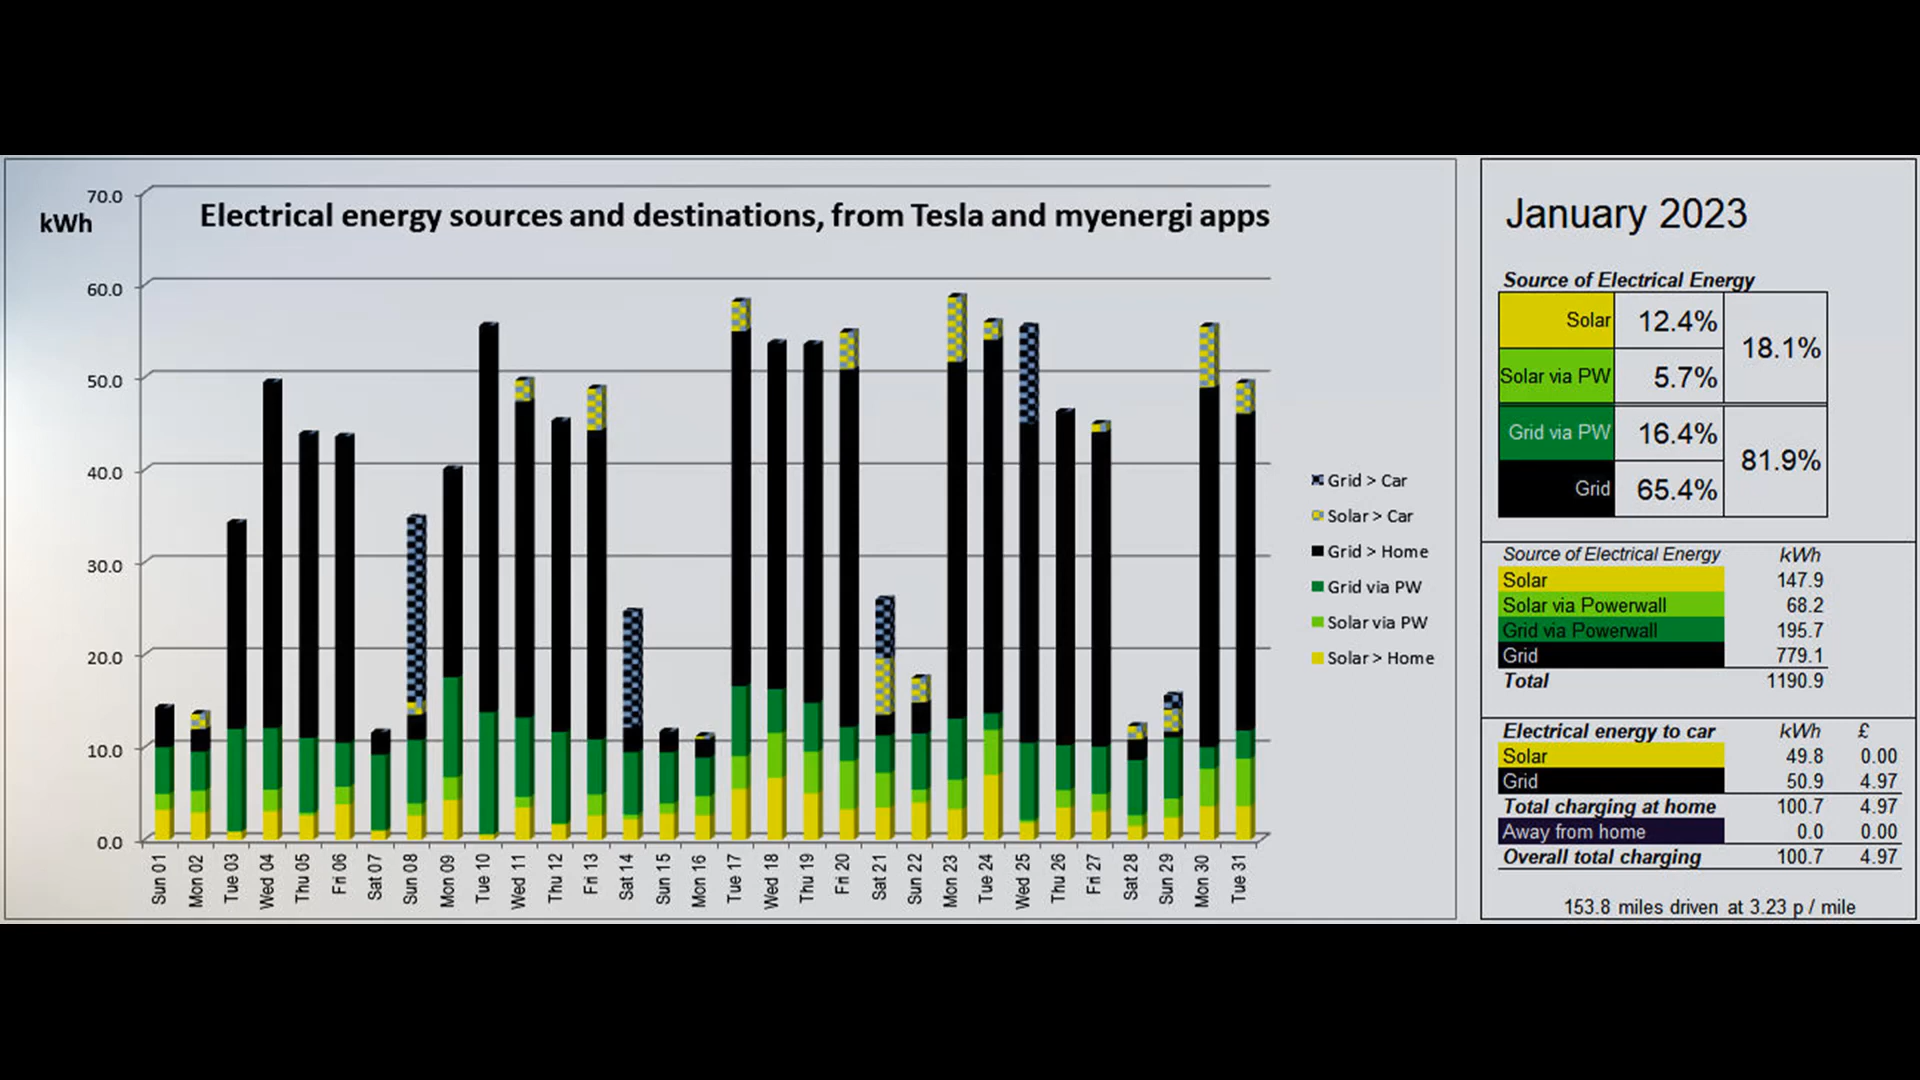 70.0
kWh
Electrical energy sources and destinations, from Tesla and myenergi apps
60.0
50.0
40.0
30.0
20.0
10.0
0.0
Sun 01
Mon 02
Tue 03
Wed 04
Thu 05
Fri 06
Sat 07
Sun 08
Mon 09
Tue 10
Wed 11
Thu 12
Fri 13
Sat 14
Sun 15
Mon 16
Tue 17
Wed 18
Thu 19
Fri 20
Sat 21
Sun 22
Mon 23
Tue 24
Wed 25
Thu 26
Fri 27
Sat 28
Sun 29
Mon 30
Tue 31
Grid > Car
Solar > Car
Grid > Home
Grid via PW
Solar via PW
Solar > Home
January 2023
Source of Electrical Energy
Solar 12.4%
18.1%
Solar via PW 5.7%
Grid via PW 16.4%
81.9%
Grid 65.4%
Source of Electrical Energy kWh
Solar 147.9
Solar via Powerwall 68.2
Grid via Powerwall 195.7
Grid 779.1
Total 1190.9
Electrical energy to car kWh £
Solar 49.8 0.00
Grid 50.9 4.97
Total charging at home 100.7 4.97
Away from home 0.0 0.00
Overall total charging 100.7 4.97
153.8 miles driven at 3.23 p / mile